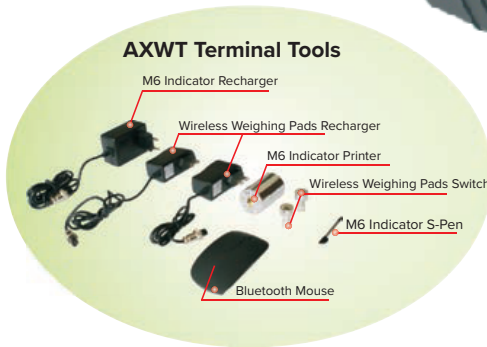 AXWT Terminal Tools
M6 Indicator Recharger
Wireless Weighing Pads Recharger
M6 Indicator Printer
Wireless Weighing Pads Switch
M6 Indicator S-Pen
Bluetooth Mouse